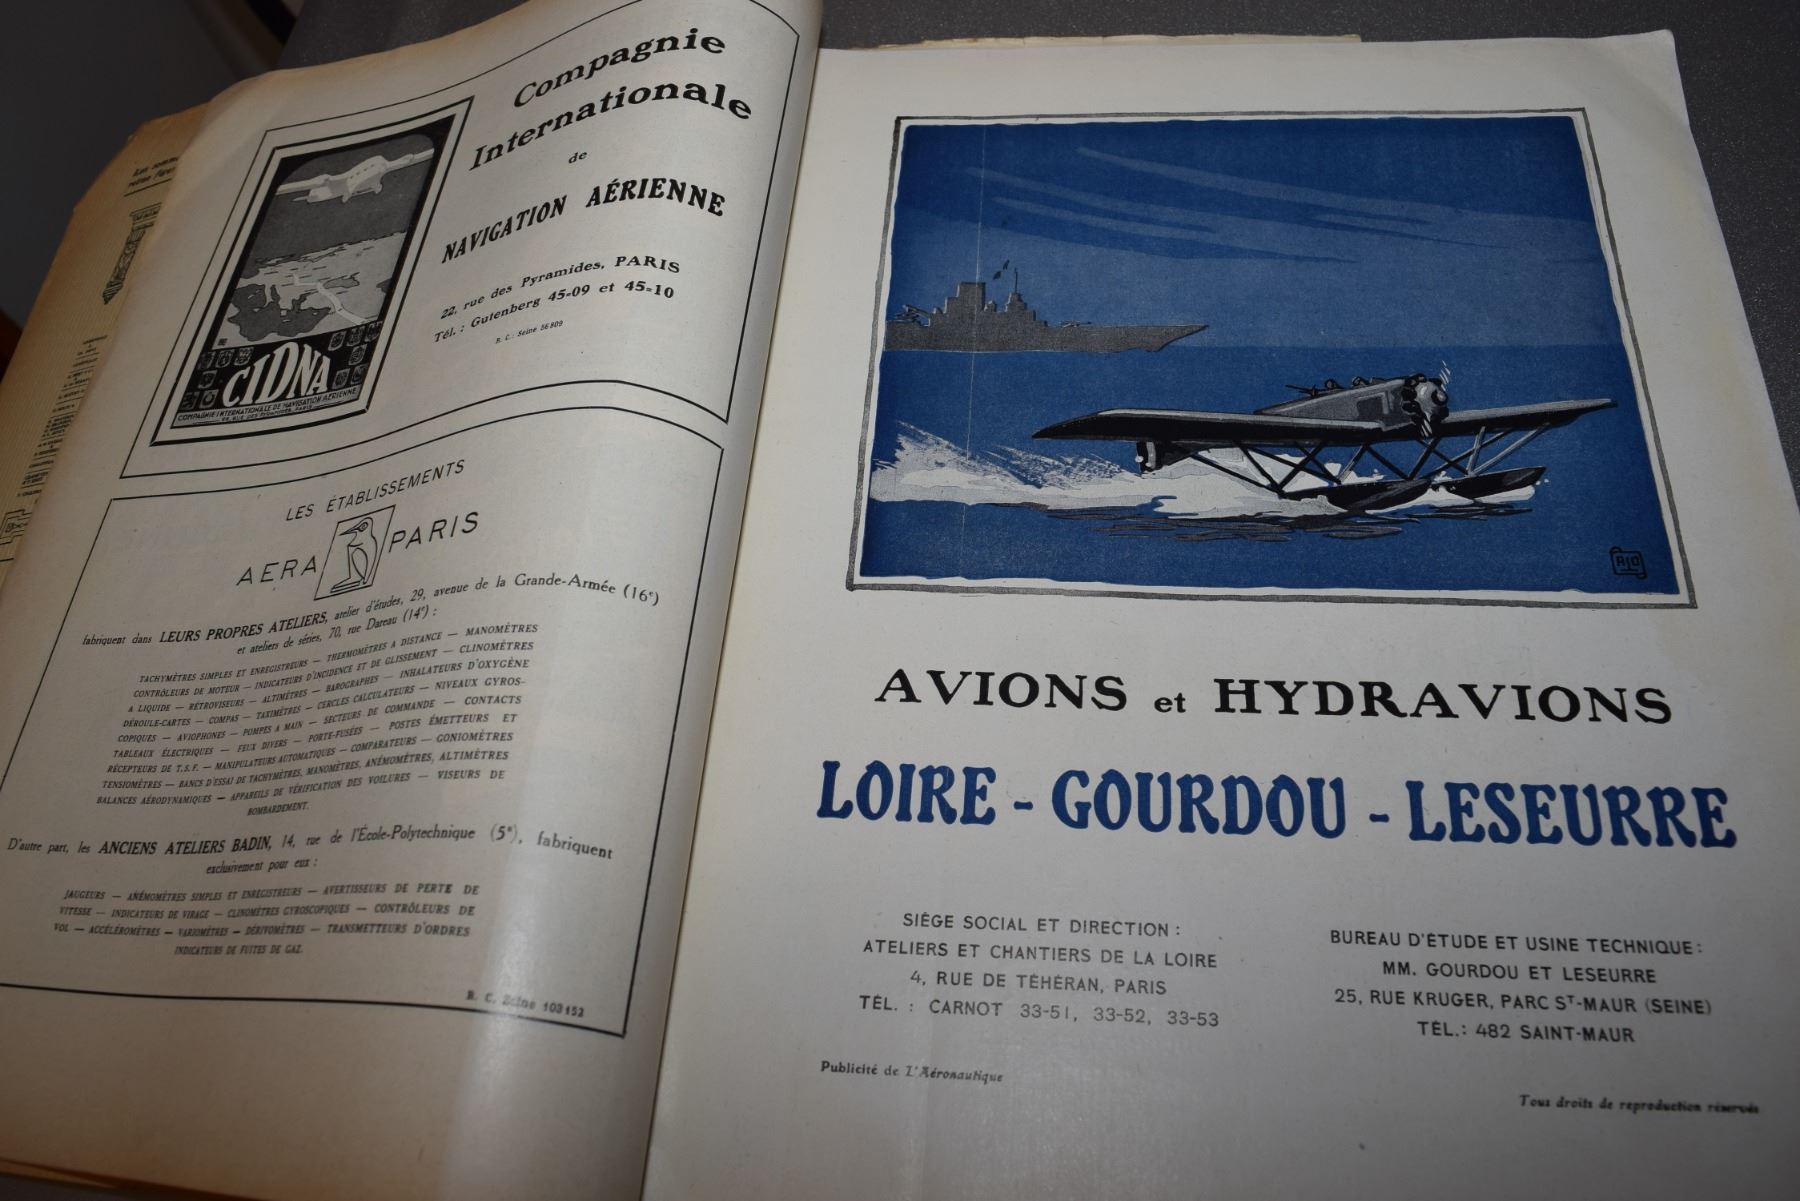 Compagnie
Internationale
de
NAVIGATION AÉRIENNE
22, rue des Pyramides, PARIS
Tél. : Gutenberg 45-09 et 45-10
R. C. : Seine 56 809
CIDNA
COMPAGNIE INTERNATIONALE DE NAVIGATION AÉRIENNE
22, RUE DES PYRAMIDES, PARIS
LES ÉTABLISSEMENTS
AERA PARIS
fabriquent dans LEURS PROPRES ATELIERS, atelier d'études, 29, avenue de la Grande-Armée (16e)
et ateliers de séries, 70, rue Dareau (14e) :
TACHYMÈTRES SIMPLES ET ENREGISTREURS — THERMOMÈTRES A DISTANCE — MANOMÈTRES
CONTRÔLEURS DE MOTEUR — INDICATEURS D'INCIDENCE ET DE GLISSEMENT — CLINOMÈTRES
A LIQUIDE — RÉTROVISEURS — ALTIMÈTRES — BAROGRAPHES — INHALATEURS D'OXYGÈNE
DÉROULE-CARTES — COMPAS — TAXIMÈTRES — CERCLES CALCULATEURS — NIVEAUX GYROS-
COPIQUES — AVIOPHONES — POMPES A MAIN — SECTEURS DE COMMANDE — CONTACTS
TABLEAUX ÉLECTRIQUES — FEUX DIVERS — PORTE-FUSÉES — POSTES ÉMETTEURS ET
RÉCEPTEURS DE T.S.F. — MANIPULATEURS AUTOMATIQUES — COMPARATEURS — GONIOMÈTRES
TENSIOMÈTRES — BANCS D'ESSAI DE TACHYMÈTRES, MANOMÈTRES, ANÉMOMÈTRES, ALTIMÈTRES
BALANCES AÉRODYNAMIQUES — APPAREILS DE VÉRIFICATION DES VOILURES — VISEURS DE
BOMBARDEMENT.
D'autre part, les ANCIENS ATELIERS BADIN, 14, rue de l'École-Polytechnique (5e), fabriquent
exclusivement pour eux :
JAUGEURS — ANÉMOMÈTRES SIMPLES ET ENREGISTREURS — AVERTISSEURS DE PERTE DE
VITESSE — INDICATEURS DE VIRAGE — CLINOMÈTRES GYROSCOPIQUES — CONTRÔLEURS DE
VOL — ACCÉLÉROMÈTRES — VARIOMÈTRES — DÉRIVOMÈTRES — TRANSMETTEURS D'ORDRES
INDICATEURS DE FUITES DE GAZ.
R. C. Seine 103152
AVIONS et HYDRAVIONS
LOIRE - GOURDOU - LESEURRE
SIÈGE SOCIAL ET DIRECTION :
ATELIERS ET CHANTIERS DE LA LOIRE
4, RUE DE TÉHÉRAN, PARIS
TÉL. : CARNOT 33-51, 33-52, 33-53
BUREAU D'ÉTUDE ET USINE TECHNIQUE :
MM. GOURDOU ET LESEURRE
25, RUE KRUGER, PARC ST-MAUR (SEINE)
TÉL.: 482 SAINT-MAUR
Publicité de L'Aéronautique
Tous droits de reproduction réservés